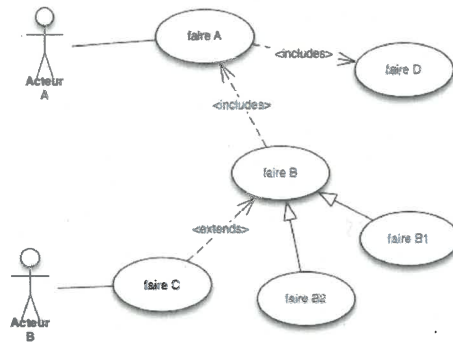 faire A
<includes>
faire D
Acteur
A
<includes>
faire B
<extends>
faire B1
faire C
faire B2
Acteur
B